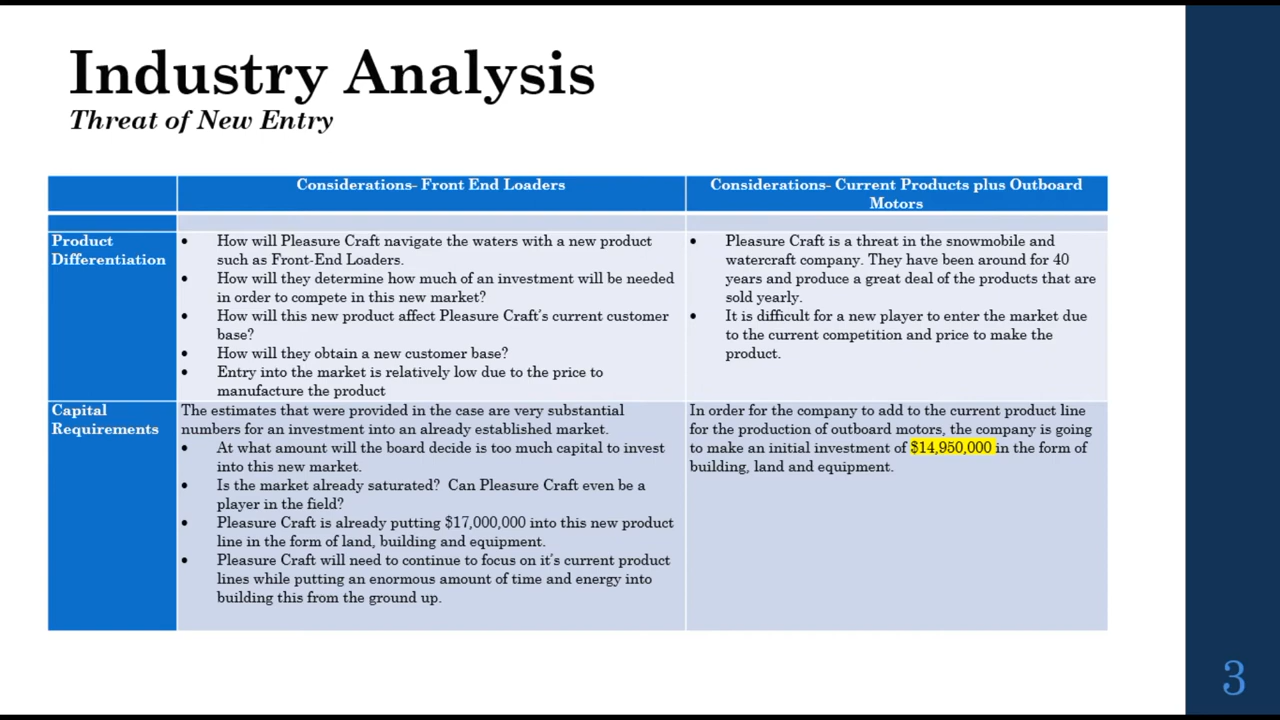 Industry Analysis
Threat of New Entry
Considerations- Front End Loaders
Considerations- Current Products plus Outboard
Motors
Product
Differentiation
• How will Pleasure Craft navigate the waters with a new product
such as Front-End Loaders.
• How will they determine how much of an investment will be needed
in order to compete in this new market?
• How will this new product affect Pleasure Craft's current customer
base?
• How will they obtain a new customer base?
• Entry into the market is relatively low due to the price to
manufacture the product
• Pleasure Craft is a threat in the snowmobile and
watercraft company. They have been around for 40
years and produce a great deal of the products that are
sold yearly.
• It is difficult for a new player to enter the market due
to the current competition and price to make the
product.
Capital
Requirements
The estimates that were provided in the case are very substantial
numbers for an investment into an already established market.
• At what amount will the board decide is too much capital to invest
into this new market.
• Is the market already saturated? Can Pleasure Craft even be a
player in the field?
• Pleasure Craft is already putting $17,000,000 into this new product
line in the form of land, building and equipment.
• Pleasure Craft will need to continue to focus on it's current product
lines while putting an enormous amount of time and energy into
building this from the ground up.
In order for the company to add to the current product line
for the production of outboard motors, the company is going
to make an initial investment of $14,950,000 in the form of
building, land and equipment.
3